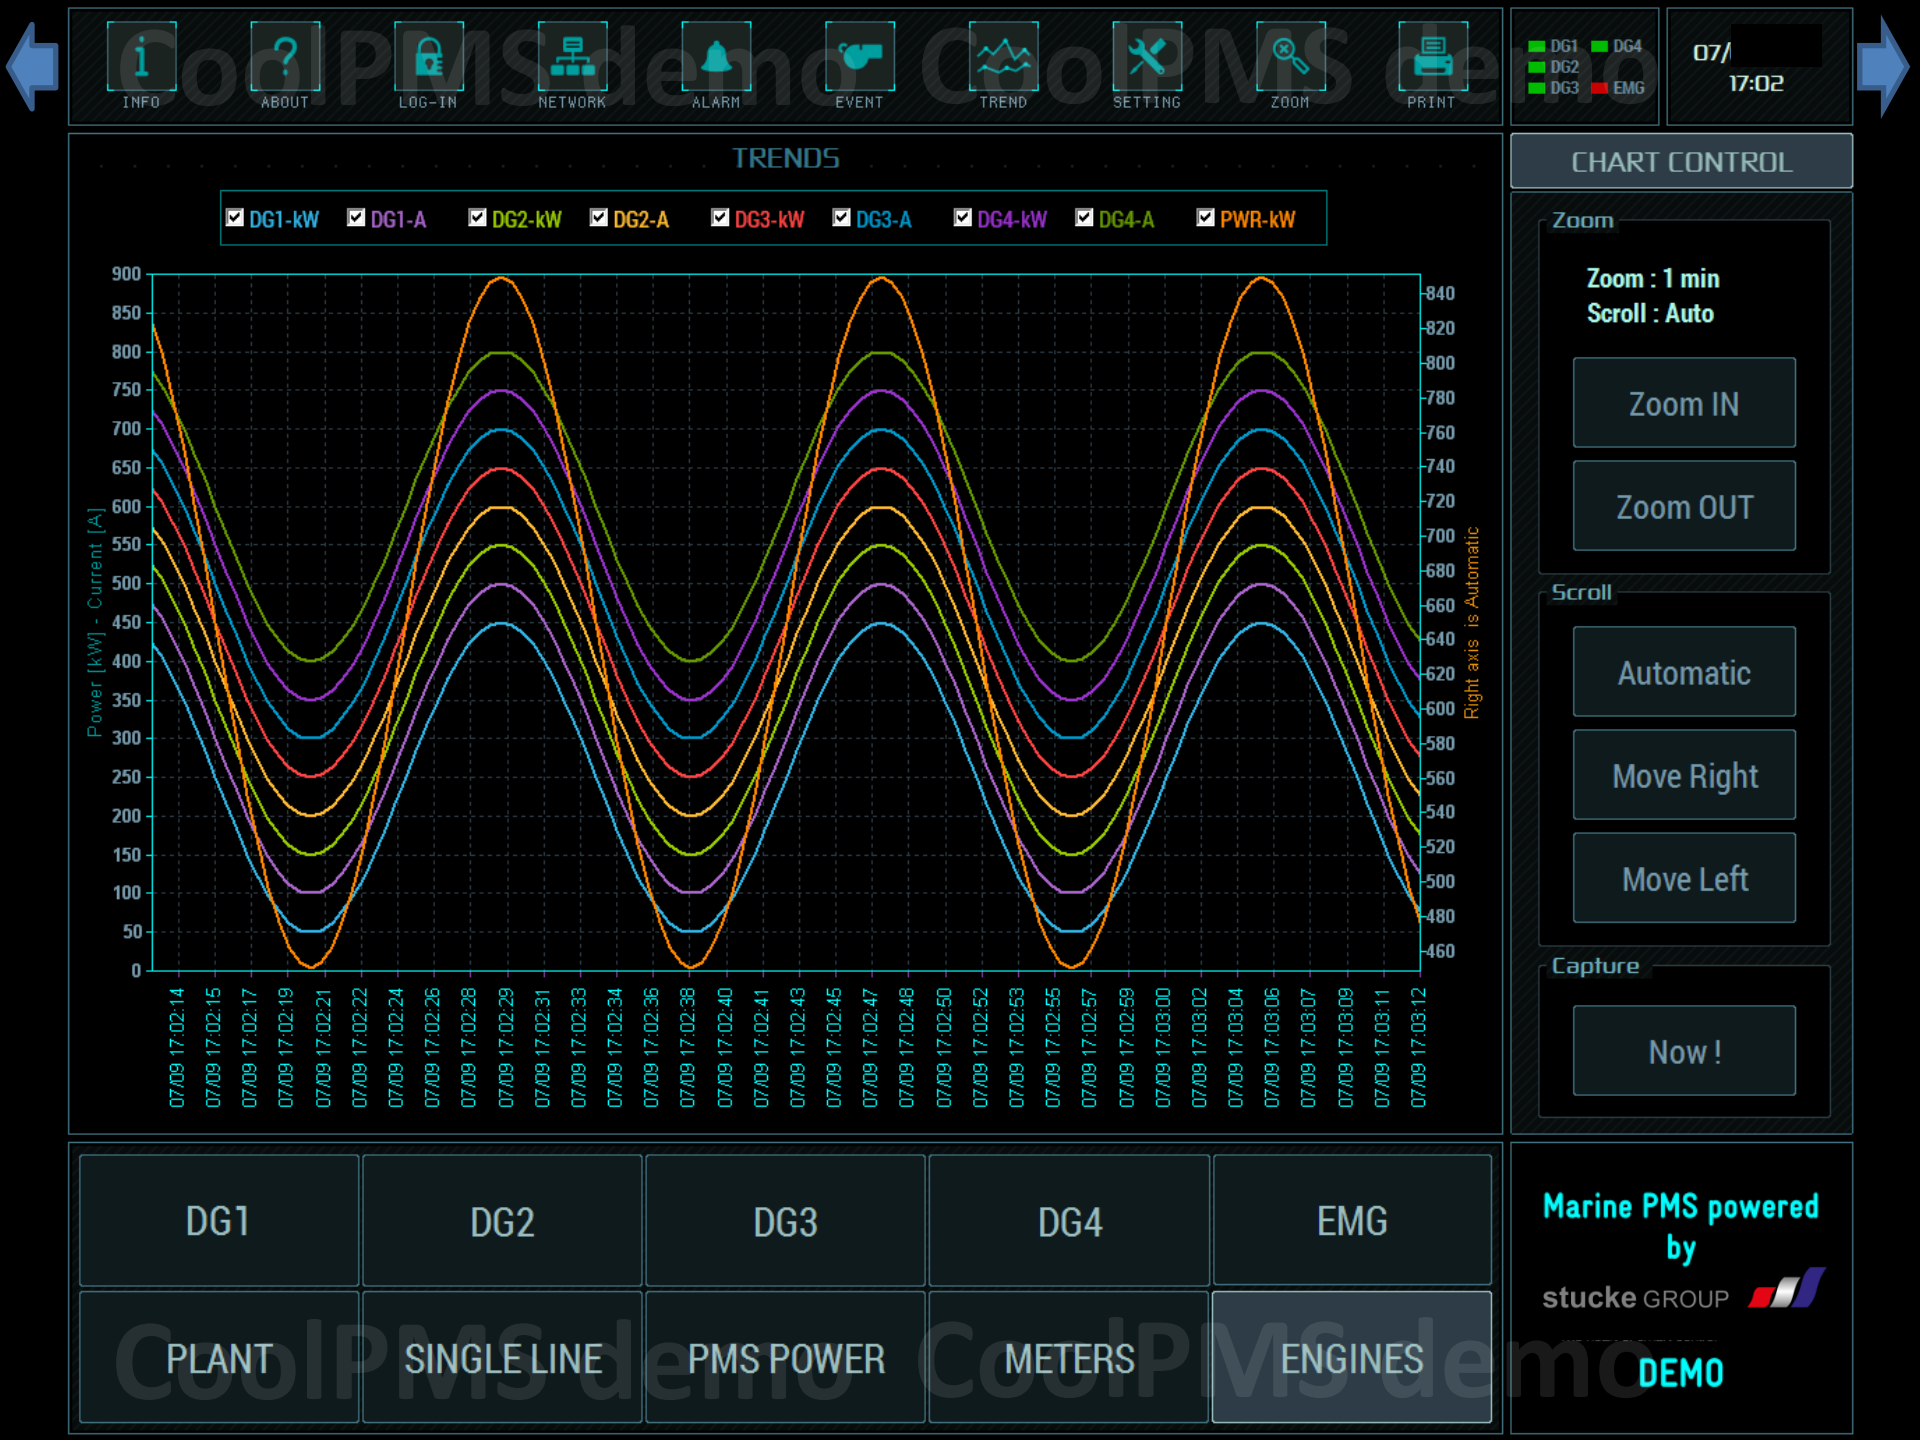 CoolPMS demo CoolPMS demo
INFO ABOUT LOG-IN NETWORK ALARM EVENT TREND SETTING ZOOM PRINT
DG1 DG4
DG2
DG3 EMG
07/
17:02
TRENDS
DG1-kW DG1-A DG2-kW DG2-A DG3-kW DG3-A DG4-kW DG4-A PWR-kW
Power [kW] - Current [A]
900
850
800
750
700
650
600
550
500
450
400
350
300
250
200
150
100
50
0
840
820
800
780
760
740
720
700
680
660
640
620
600
580
560
540
520
500
480
460
Right axis is Automatic
07/09 17:02:14
07/09 17:02:15
07/09 17:02:17
07/09 17:02:19
07/09 17:02:21
07/09 17:02:22
07/09 17:02:24
07/09 17:02:26
07/09 17:02:28
07/09 17:02:29
07/09 17:02:31
07/09 17:02:33
07/09 17:02:34
07/09 17:02:36
07/09 17:02:38
07/09 17:02:40
07/09 17:02:41
07/09 17:02:43
07/09 17:02:45
07/09 17:02:47
07/09 17:02:48
07/09 17:02:50
07/09 17:02:52
07/09 17:02:53
07/09 17:02:55
07/09 17:02:57
07/09 17:02:59
07/09 17:03:00
07/09 17:03:02
07/09 17:03:04
07/09 17:03:06
07/09 17:03:07
07/09 17:03:09
07/09 17:03:11
07/09 17:03:12
CHART CONTROL
Zoom
Zoom : 1 min
Scroll : Auto
Zoom IN
Zoom OUT
Scroll
Automatic
Move Right
Move Left
Capture
Now !
DG1 DG2 DG3 DG4 EMG
PLANT SINGLE LINE PMS POWER METERS ENGINES
CoolPMS demo CoolPMS demo
Marine PMS powered
by
stucke GROUP
DEMO